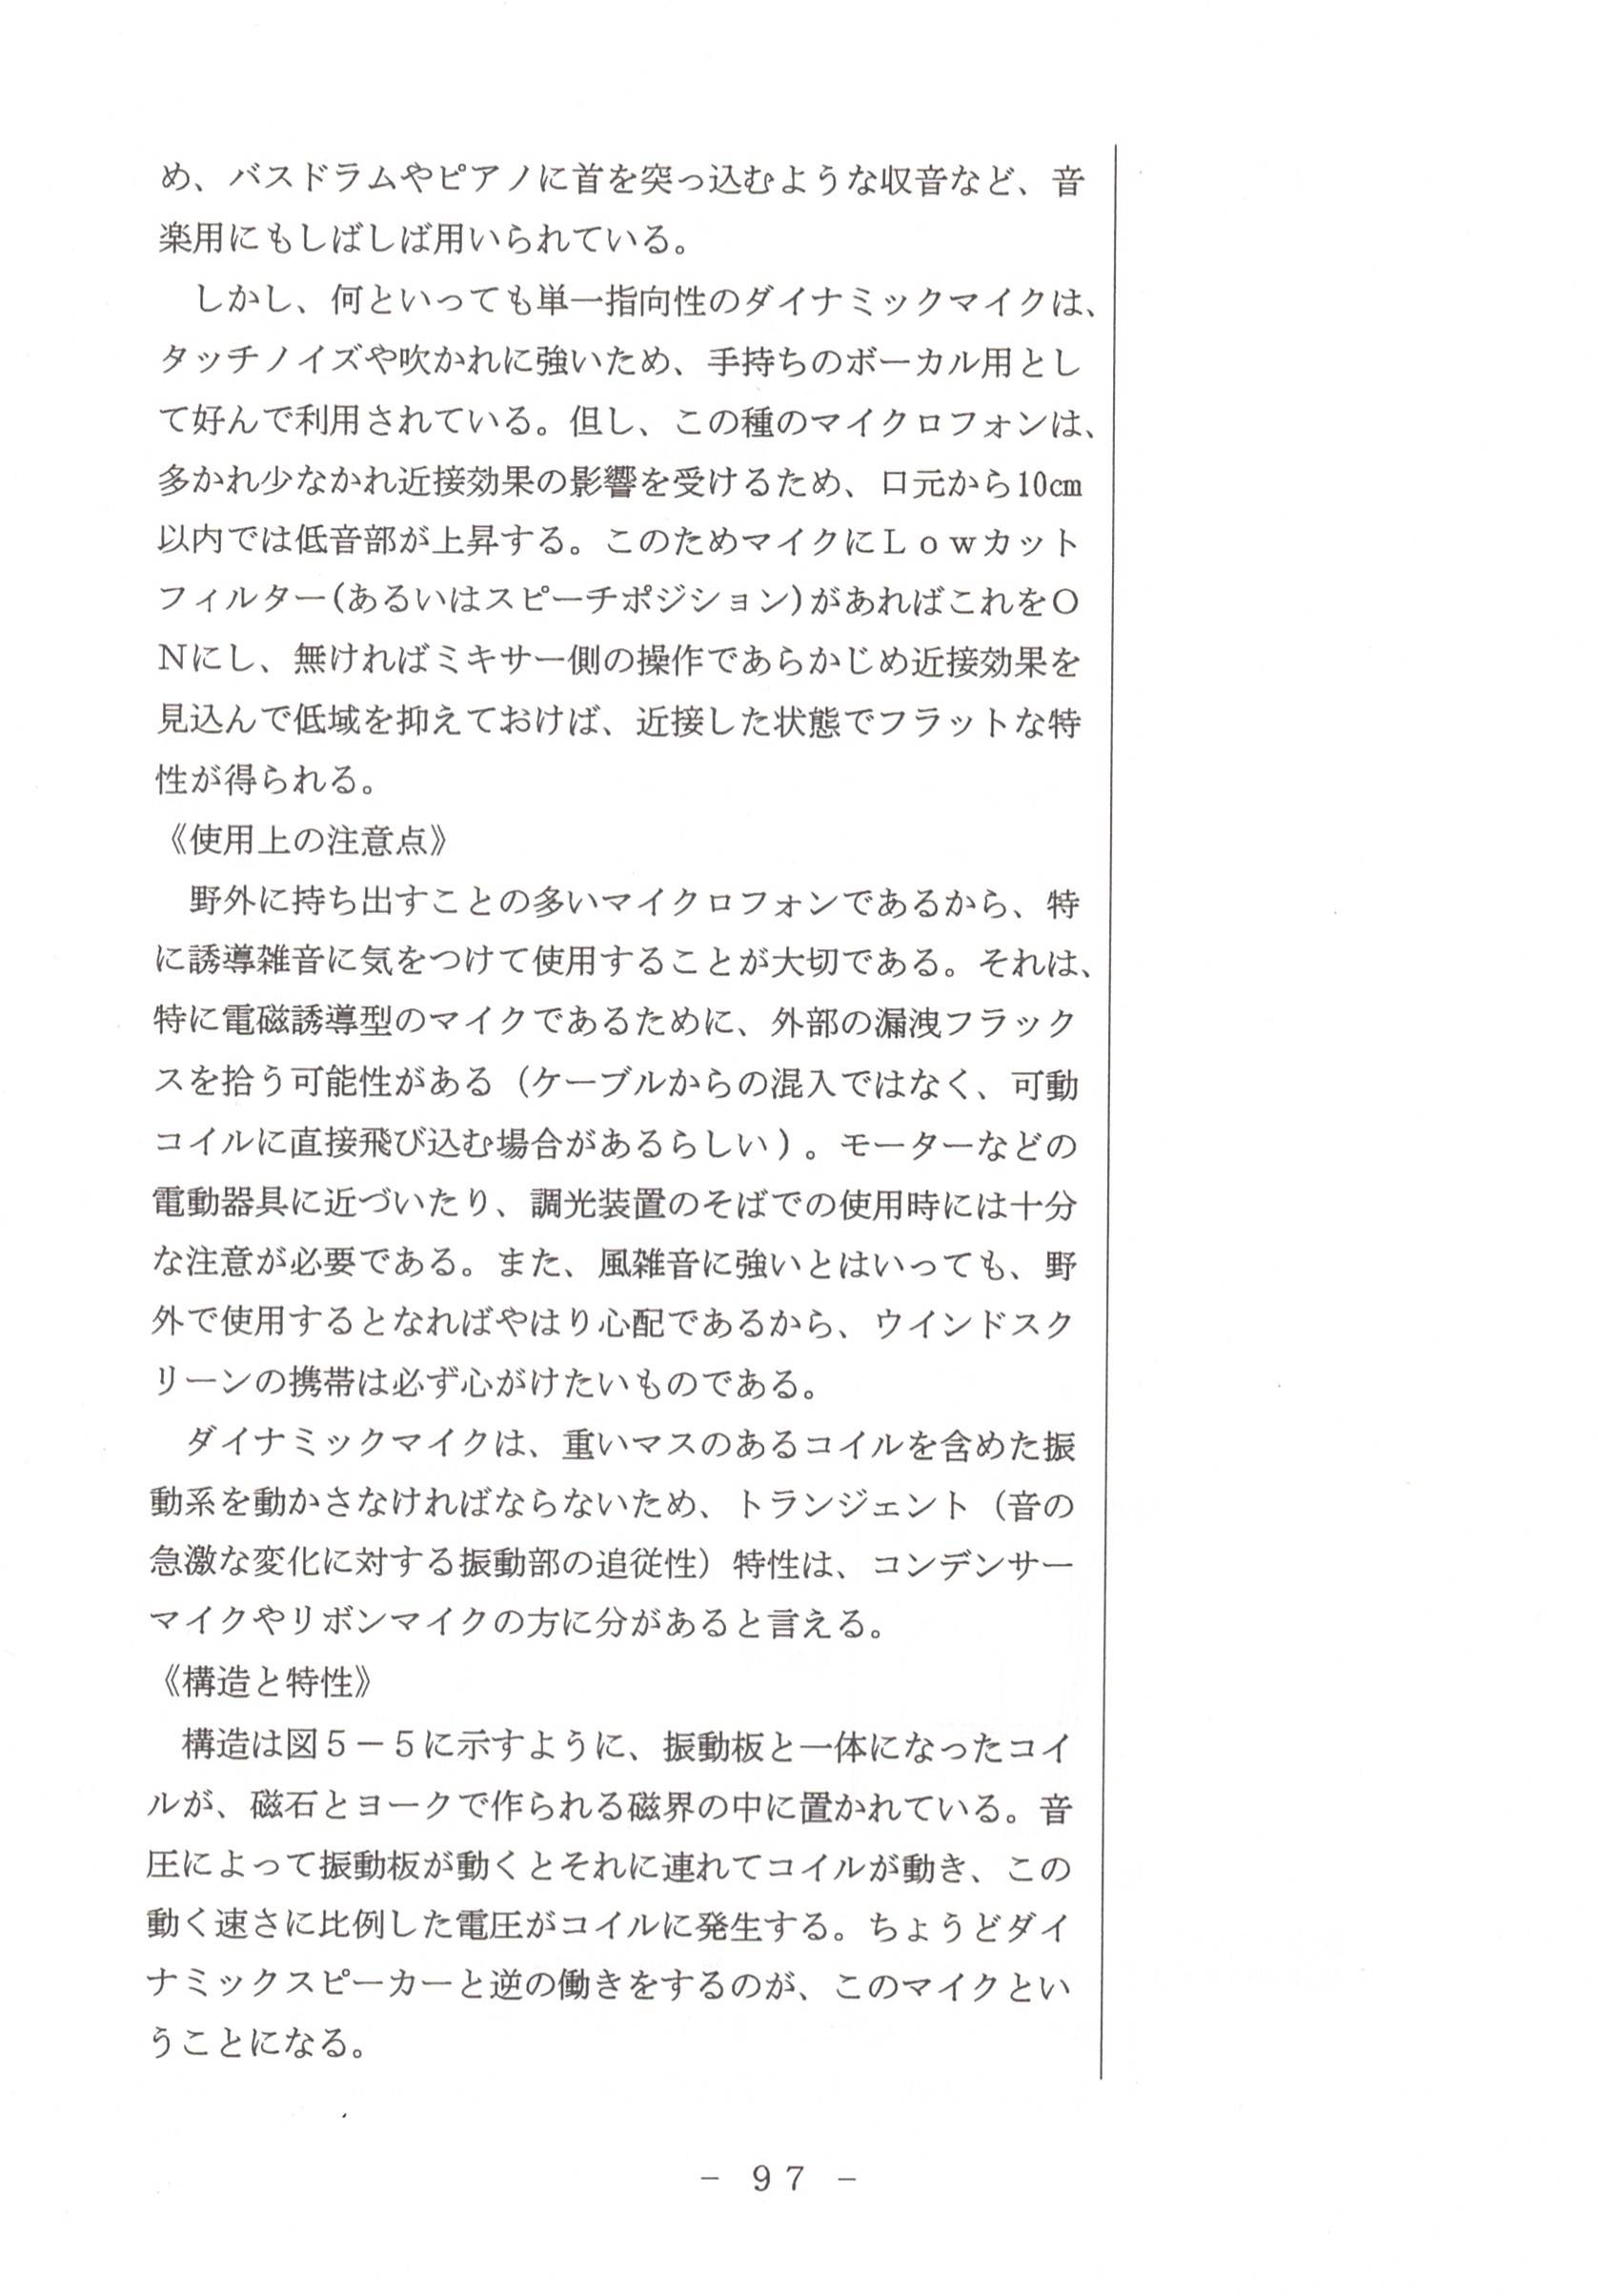 め、バスドラムやピアノに首を突っ込むような収音など、音
楽用にもしばしば用いられている。
　しかし、何といっても単一指向性のダイナミックマイクは、
タッチノイズや吹かれに強いため、手持ちのボーカル用とし
て好んで利用されている。但し、この種のマイクロフォンは、
多かれ少なかれ近接効果の影響を受けるため、口元から10㎝
以内では低音部が上昇する。このためマイクにＬｏｗカット
フィルター(あるいはスピーチポジション)があればこれをＯ
Ｎにし、無ければミキサー側の操作であらかじめ近接効果を
見込んで低域を抑えておけば、近接した状態でフラットな特
性が得られる。
《使用上の注意点》
　野外に持ち出すことの多いマイクロフォンであるから、特
に誘導雑音に気をつけて使用することが大切である。それは、
特に電磁誘導型のマイクであるために、外部の漏洩フラック
スを拾う可能性がある（ケーブルからの混入ではなく、可動
コイルに直接飛び込む場合があるらしい）。モーターなどの
電動器具に近づいたり、調光装置のそばでの使用時には十分
な注意が必要である。また、風雑音に強いとはいっても、野
外で使用するとなればやはり心配であるから、ウインドスク
リーンの携帯は必ず心がけたいものである。
　ダイナミックマイクは、重いマスのあるコイルを含めた振
動系を動かさなければならないため、トランジェント（音の
急激な変化に対する振動部の追従性）特性は、コンデンサー
マイクやリボンマイクの方に分があると言える。
《構造と特性》
　構造は図５－５に示すように、振動板と一体になったコイ
ルが、磁石とヨークで作られる磁界の中に置かれている。音
圧によって振動板が動くとそれに連れてコイルが動き、この
動く速さに比例した電圧がコイルに発生する。ちょうどダイ
ナミックスピーカーと逆の働きをするのが、このマイクとい
うことになる。
－ 97 －